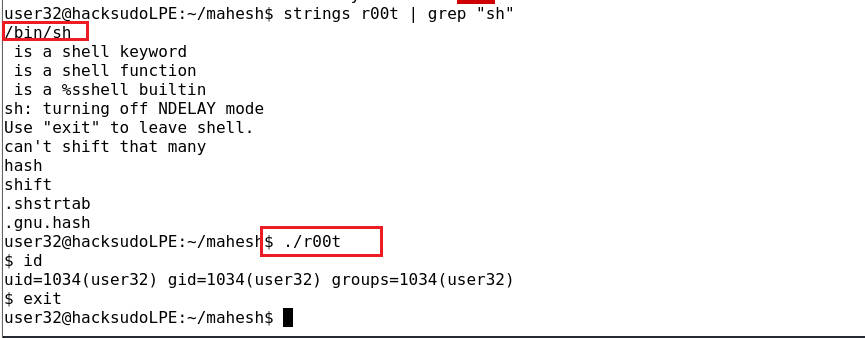 user32@hacksudoLPE:~/mahesh$ strings r00t | grep "sh"
/bin/sh
 is a shell keyword
 is a shell function
 is a %sshell builtin
sh: turning off NDELAY mode
Use "exit" to leave shell.
can't shift that many
hash
shift
.shstrtab
.gnu.hash
user32@hacksudoLPE:~/mahesh$ ./r00t
$ id
uid=1034(user32) gid=1034(user32) groups=1034(user32)
$ exit
user32@hacksudoLPE:~/mahesh$